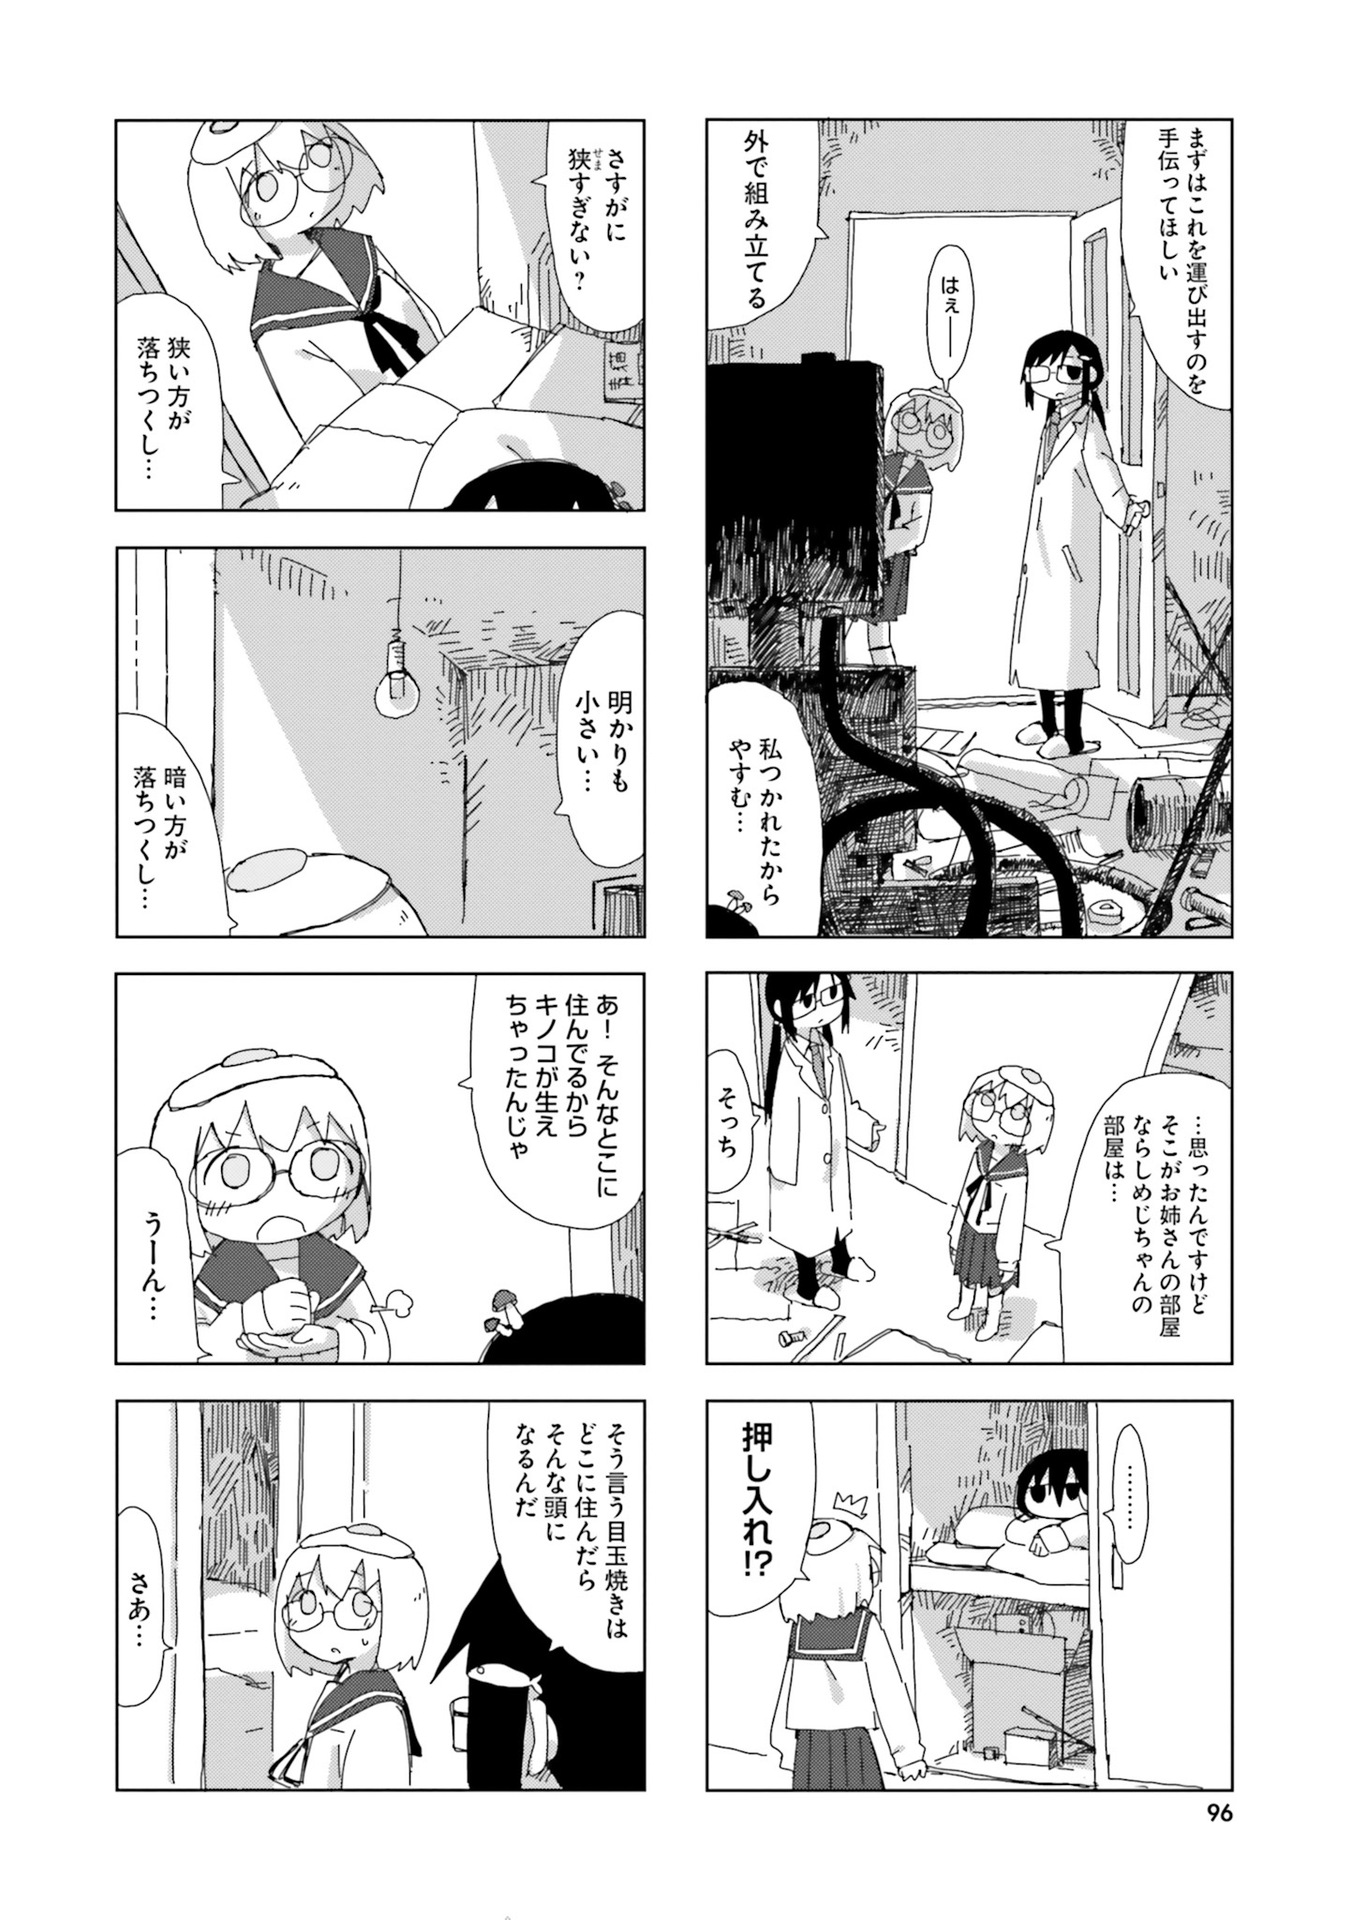 まずはこれを運び出すのを
手伝ってほしい
外で組み立てる
はぇ──
私つかれたから
やすむ…
…思ったんですけど
そこがお姉さんの部屋
ならしめじちゃんの
部屋は…
そっち
………
押し入れ!?
さすがに
狭すぎない?
せま
狭い方が
落ちつくし…
明かりも
小さい…
暗い方が
落ちつくし…
あ! そんなとこに
住んでるから
キノコが生え
ちゃったんじゃ
うーん…
そう言う目玉焼きは
どこに住んだら
そんな頭に
なるんだ
さあ…
96